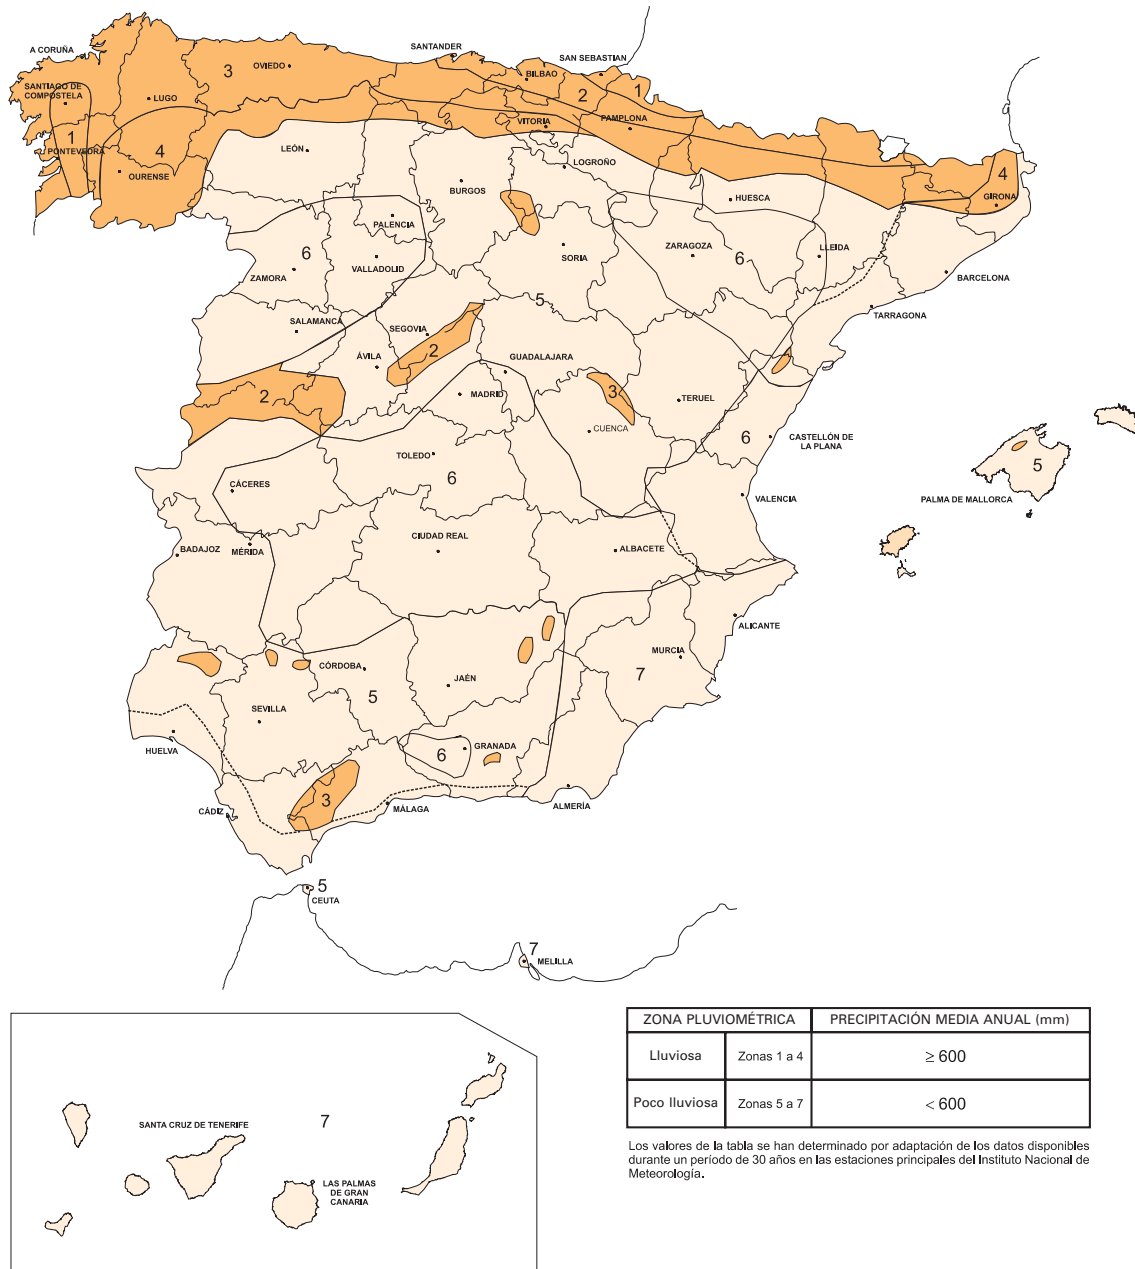 A CORUÑA
SANTANDER
SAN SEBASTIAN
3
OVIEDO
BILBAO
SANTIAGO DE
COMPOSTELA
LUGO
2
1
VITORIA
PAMPLONA
1
PONTEVEDRA
4
OURENSE
LEÓN
LOGROÑO
BURGOS
HUESCA
4
GIRONA
PALENCIA
6
VALLADOLID
ZAMORA
SORIA
ZARAGOZA
6
LLEIDA
BARCELONA
5
TARRAGONA
SALAMANCA
SEGOVIA
2
ÁVILA
GUADALAJARA
2
MADRID
3
TERUEL
CUENCA
6
CASTELLÓN DE
LA PLANA
TOLEDO
6
5
CÁCERES
VALENCIA
PALMA DE MALLORCA
BADAJOZ
MÉRIDA
CIUDAD REAL
ALBACETE
ALICANTE
MURCIA
7
CÓRDOBA
JAÉN
5
SEVILLA
HUELVA
6
GRANADA
3
CÁDIZ
MÁLAGA
ALMERÍA
5
CEUTA
7
MELILLA
7
SANTA CRUZ DE TENERIFE
LAS PALMAS
DE GRAN
CANARIA
ZONA PLUVIOMÉTRICA PRECIPITACIÓN MEDIA ANUAL (mm)
Lluviosa Zonas 1 a 4 ≥ 600
Poco lluviosa Zonas 5 a 7 < 600
Los valores de la tabla se han determinado por adaptación de los datos disponibles
durante un período de 30 años en las estaciones principales del Instituto Nacional de
Meteorología.